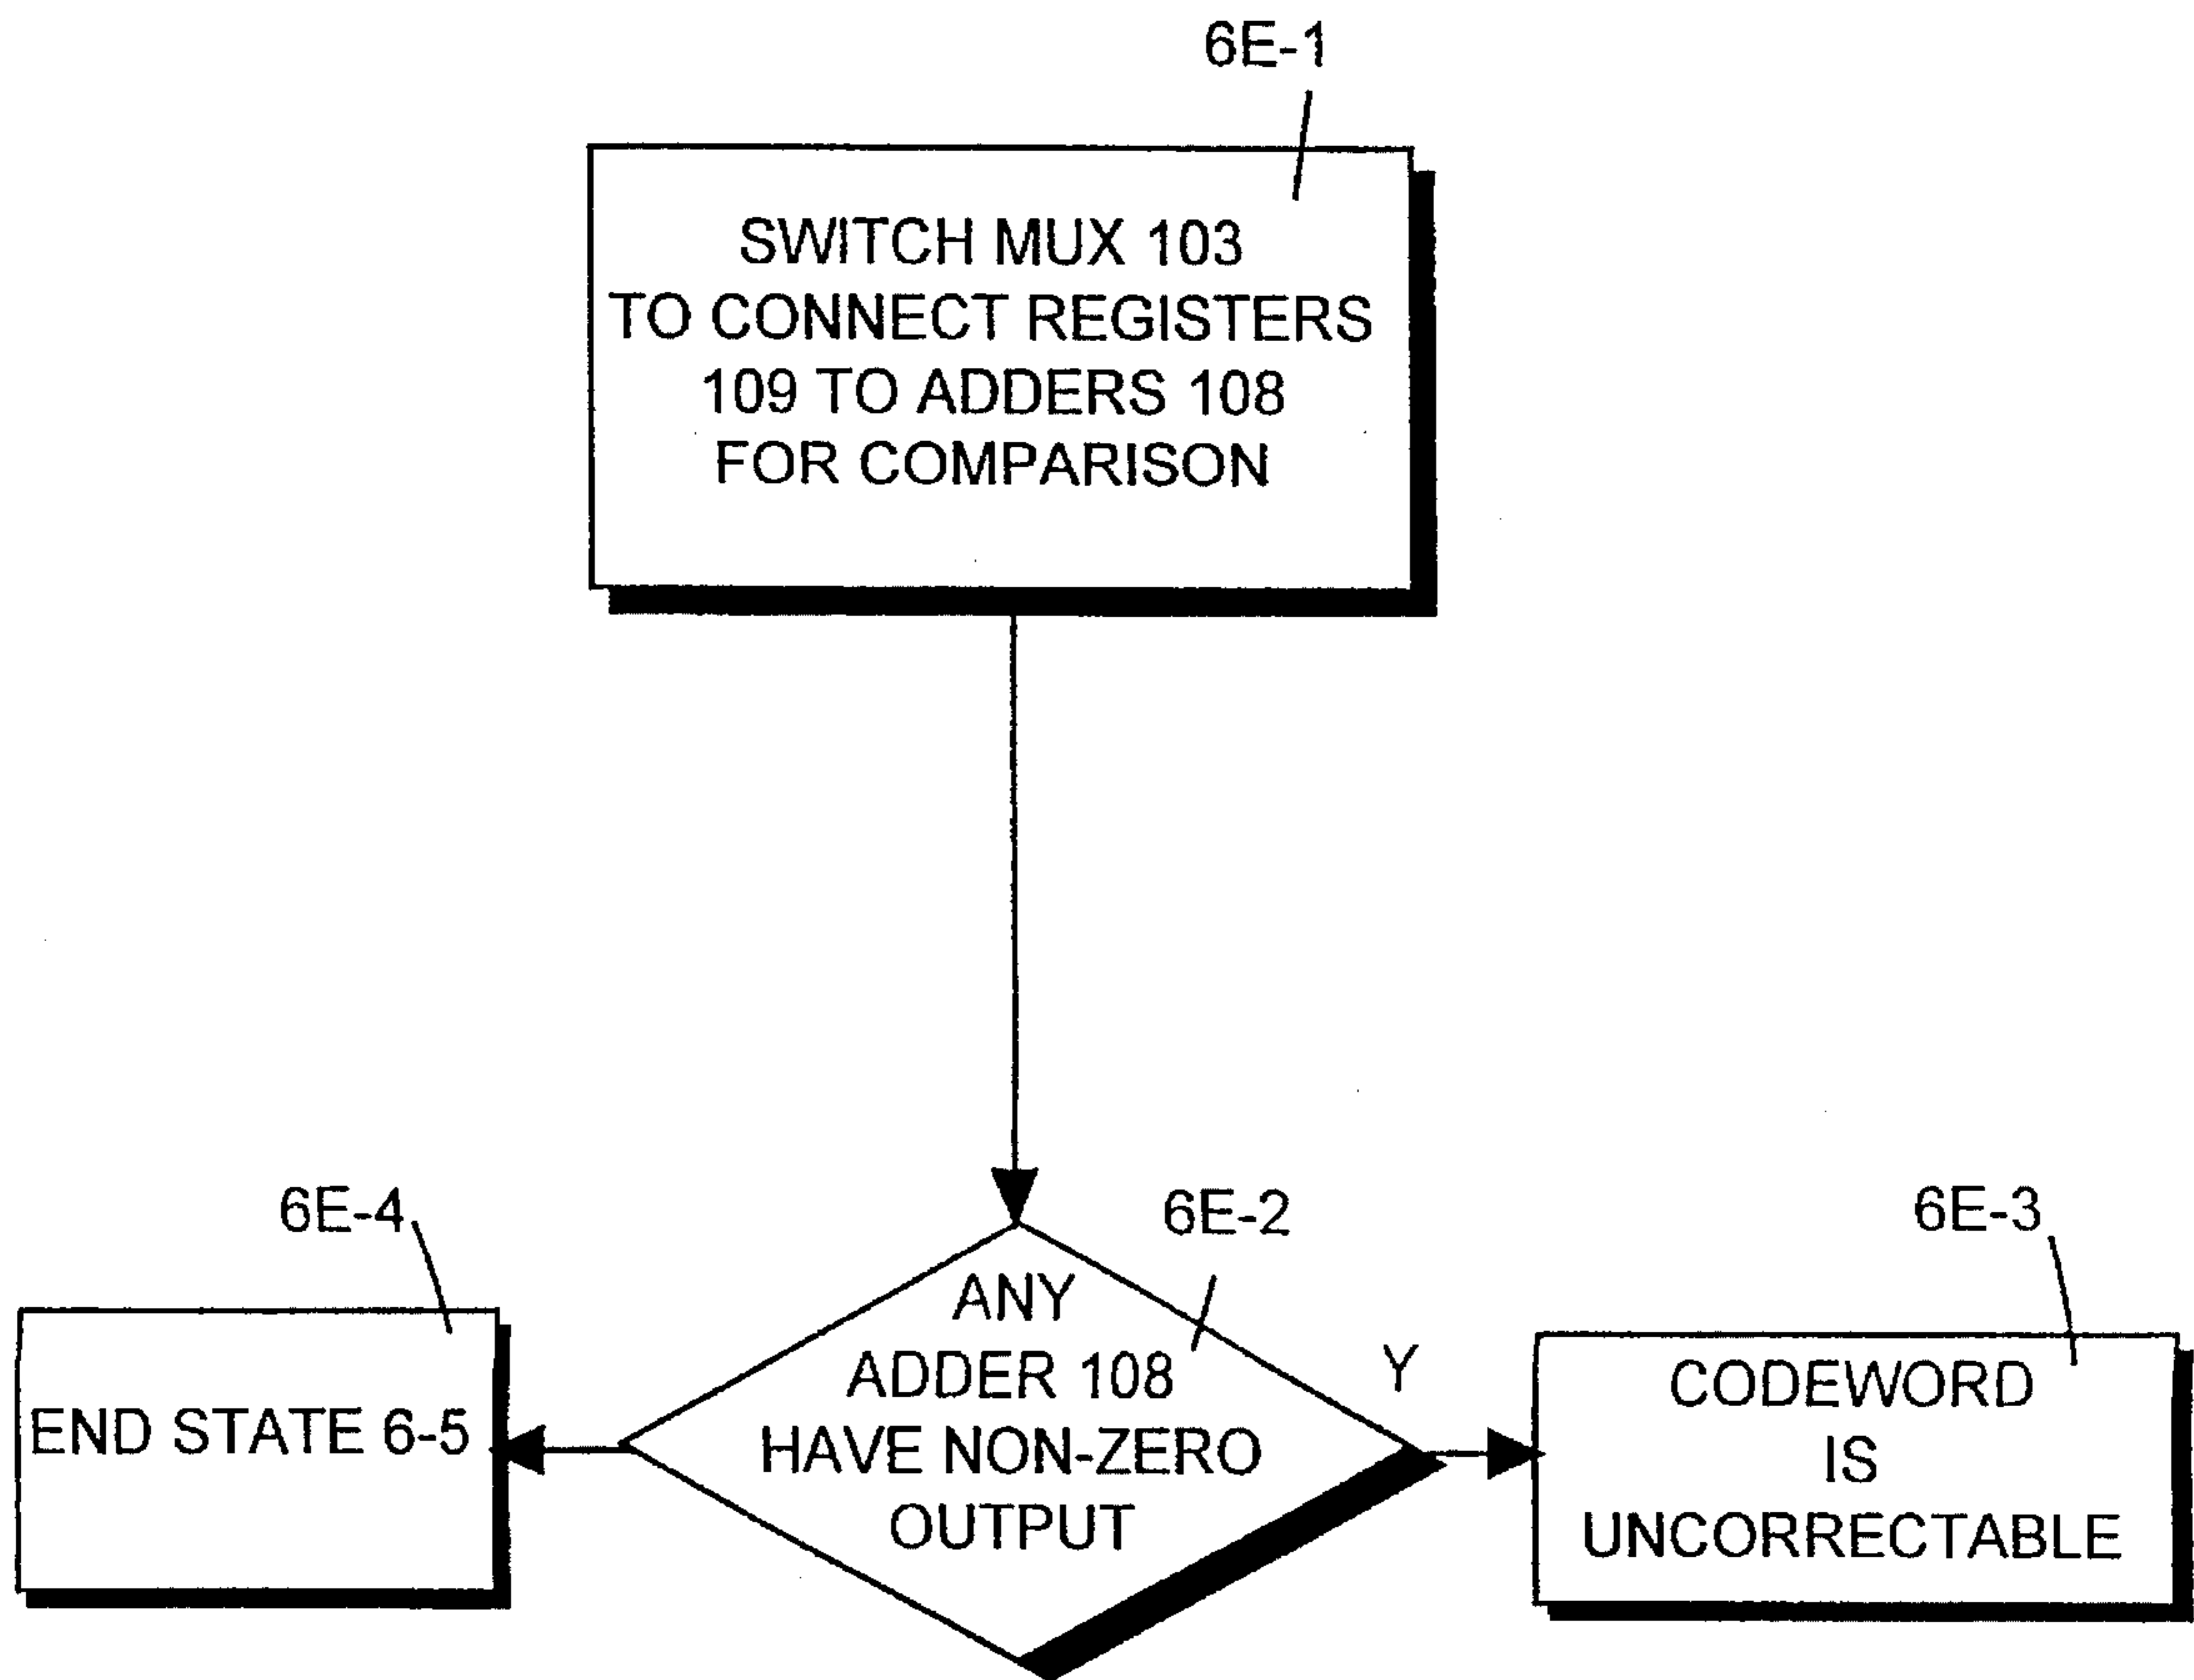 6E-1
SWITCH MUX 103
TO CONNECT REGISTERS
109 TO ADDERS 108
FOR COMPARISON
6E-4
6E-2
6E-3
ANY
ADDER 108
HAVE NON-ZERO
OUTPUT
Y
END STATE 6-5
CODEWORD
IS
UNCORRECTABLE